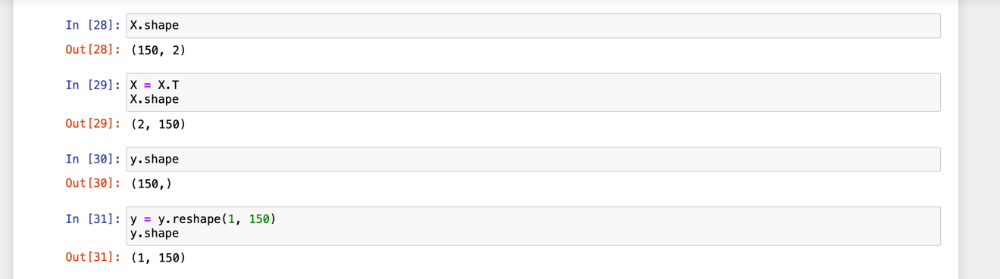 In [28]: X.shape
Out[28]: (150, 2)
In [29]: X = X.T
X.shape
Out[29]: (2, 150)
In [30]: y.shape
Out[30]: (150,)
In [31]: y = y.reshape(1, 150)
y.shape
Out[31]: (1, 150)